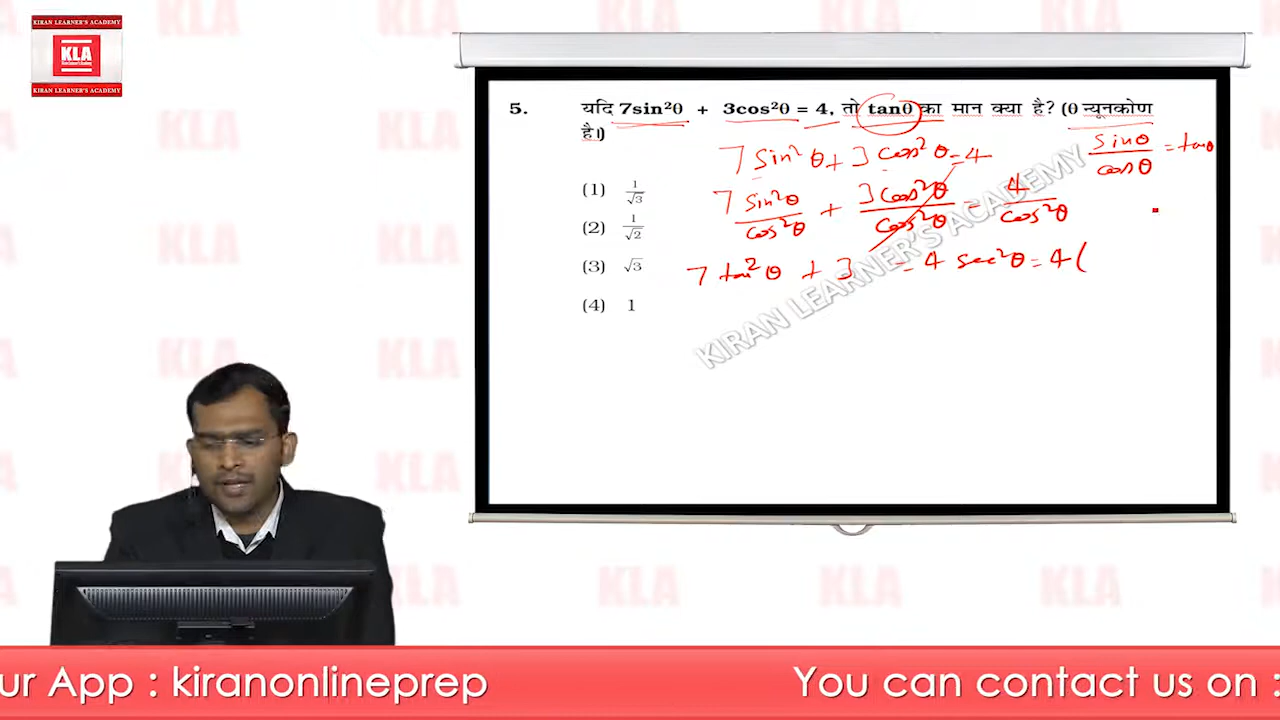 KIRAN LEARNER'S ACADEMY
KLA
Kiran Learner's Academy
KIRAN LEARNER'S ACADEMY
5. यदि 7sin²θ + 3cos²θ = 4, तो tanθ का मान क्या है? (θ न्यूनकोण
है।)
7 sin²θ + 3 cos²θ = 4
sinθ/cosθ = tanθ
(1) 1/√3
7 sin²θ/cos²θ + 3 cos²θ/cos²θ = 4/cos²θ
(2) 1/√2
(3) √3
7 tan²θ + 3 = 4 sec²θ = 4(
(4) 1
KIRAN LEARNER'S ACADEMY
ur App : kiranonlineprep You can contact us on :